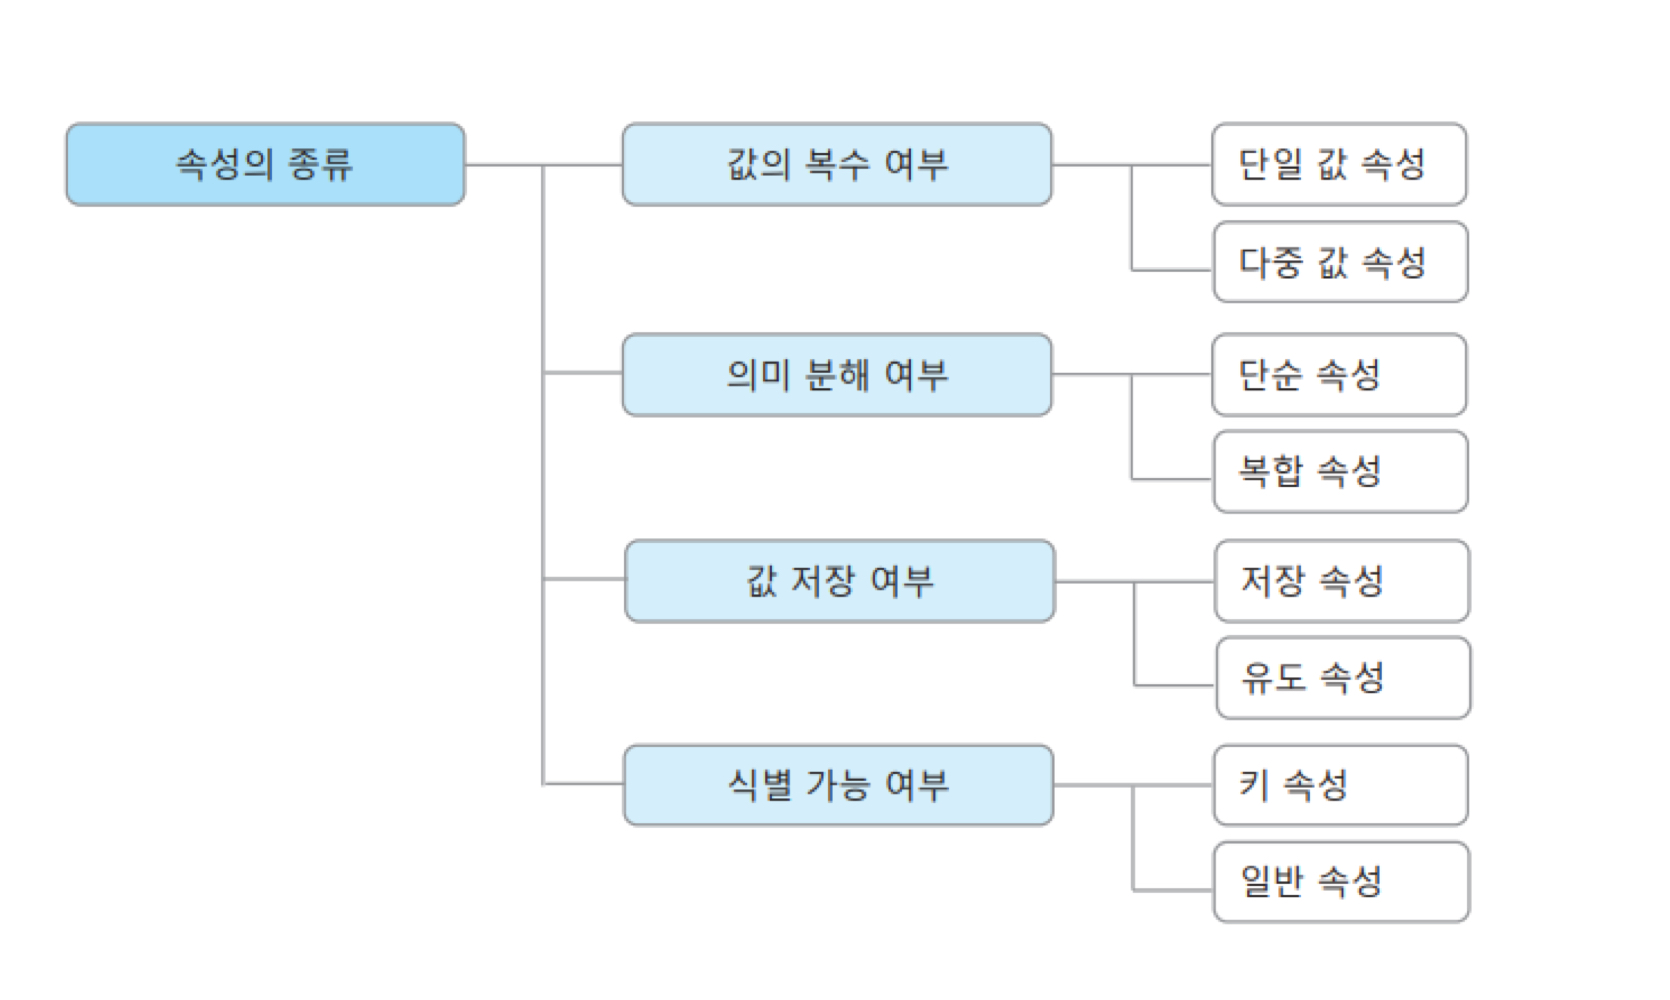 속성의 종류
값의 복수 여부
단일 값 속성
다중 값 속성
의미 분해 여부
단순 속성
복합 속성
값 저장 여부
저장 속성
유도 속성
식별 가능 여부
키 속성
일반 속성